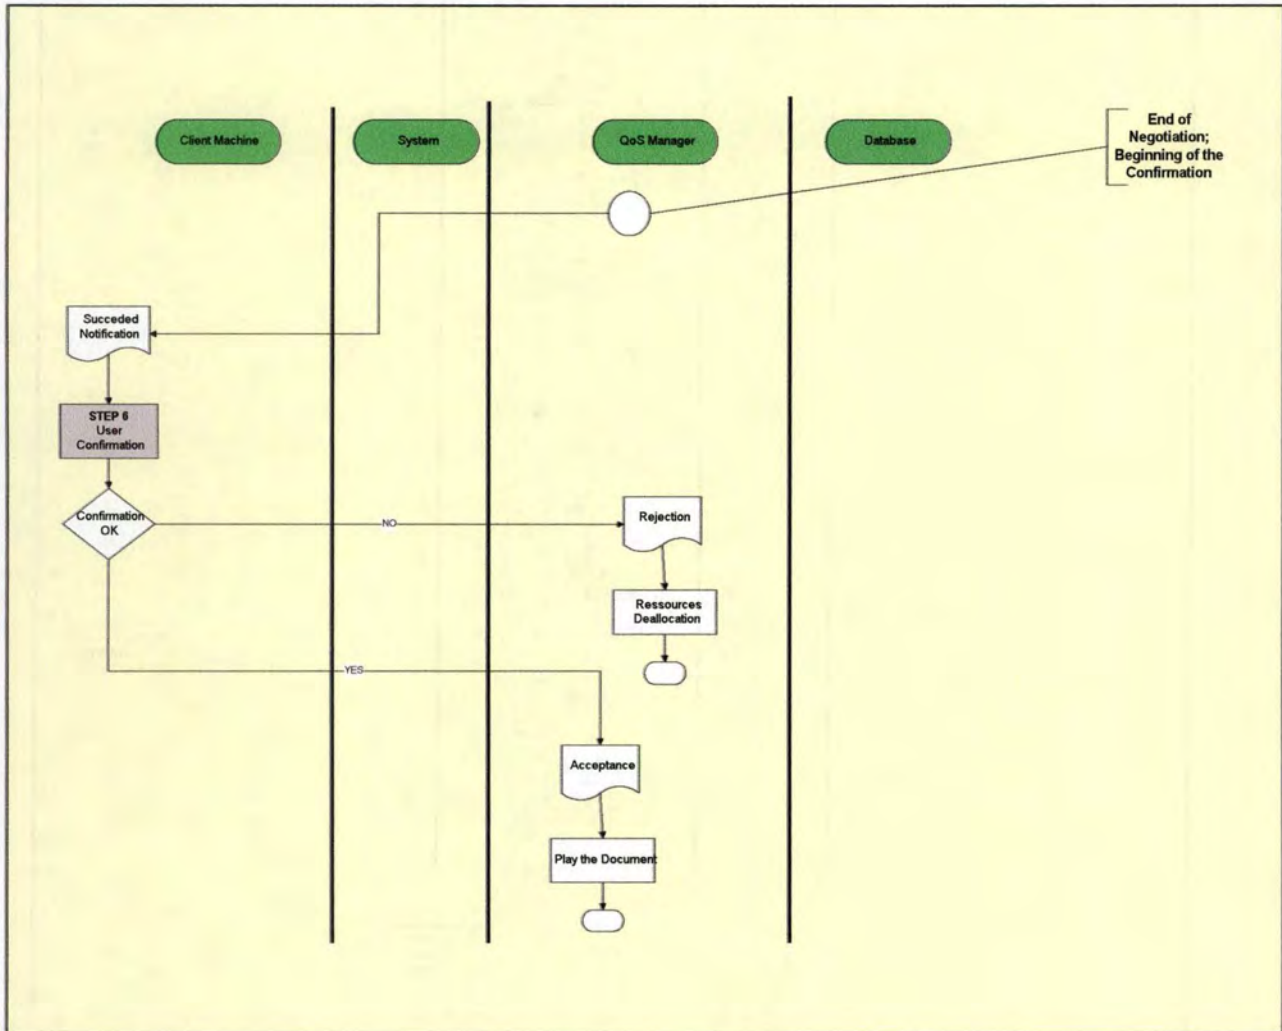 Client Machine
System
QoS Manager
Database
End of
Negotiation;
Beginning of the
Confirmation
Succeded
Notification
STEP 6
User
Confirmation
Confirmation
OK
NO
Rejection
Ressources
Deallocation
YES
Acceptance
Play the Document